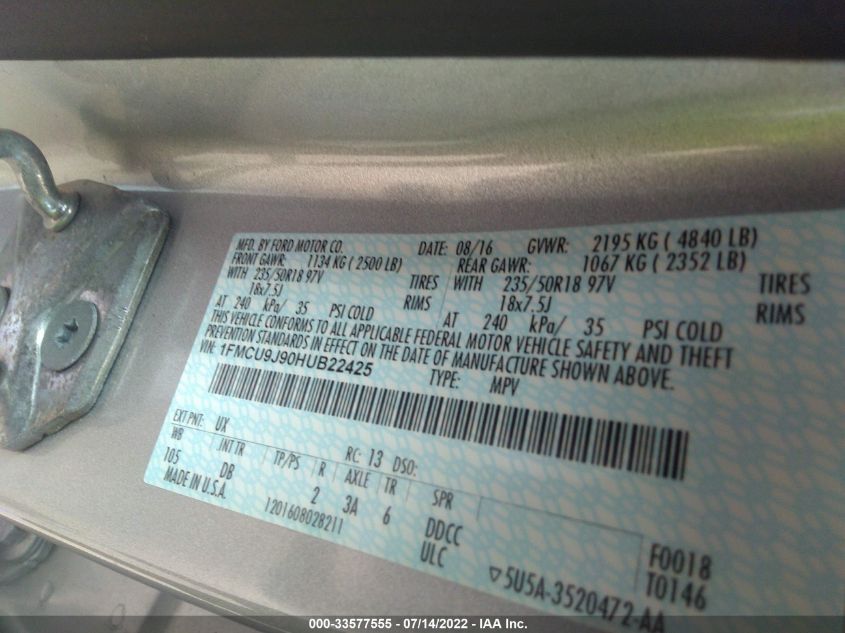 MFD. BY FORD MOTOR CO. DATE: 08/16 GVWR: 2195 KG ( 4840 LB)
FRONT GAWR: 1134 KG ( 2500 LB) REAR GAWR: 1067 KG ( 2352 LB)
WITH 235/50R18 97V TIRES WITH 235/50R18 97V TIRES
18x7.5J RIMS 18x7.5J RIMS
AT 240 kPa/ 35 PSI COLD AT 240 kPa/ 35 PSI COLD
THIS VEHICLE CONFORMS TO ALL APPLICABLE FEDERAL MOTOR VEHICLE SAFETY AND THEFT
PREVENTION STANDARDS IN EFFECT ON THE DATE OF MANUFACTURE SHOWN ABOVE.
VIN: 1FMCU9J90HUB22425 TYPE: MPV
EXT PNT: UX RC: 13 DSO:
WB INT TR TP/PS R AXLE TR SPR
105 DB 2 3A 6 DDCC F0018
MADE IN U.S.A. 1201608028211 ULC T0146
▽5U5A-3520472-AA
000-33577555 - 07/14/2022 - IAA Inc.